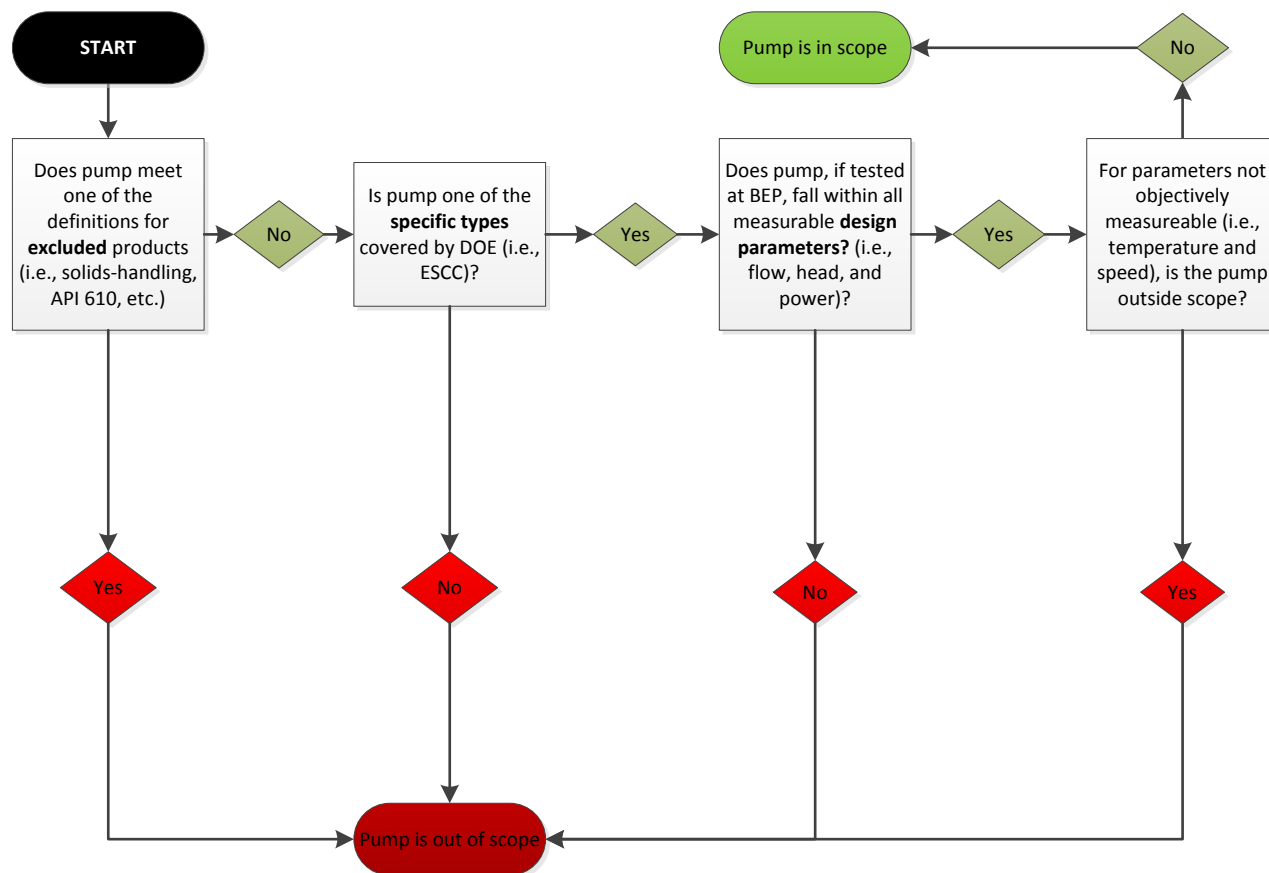 START
Pump is in scope
No
Does pump meet
one of the
definitions for
excluded products
(i.e., solids-handling,
API 610, etc.)
No
Is pump one of the
specific types
covered by DOE (i.e.,
ESCC)?
Yes
Does pump, if tested
at BEP, fall within all
measurable design
parameters? (i.e.,
flow, head, and
power)?
Yes
For parameters not
objectively
measureable (i.e.,
temperature and
speed), is the pump
outside scope?
Yes
No
No
Yes
Pump is out of scope